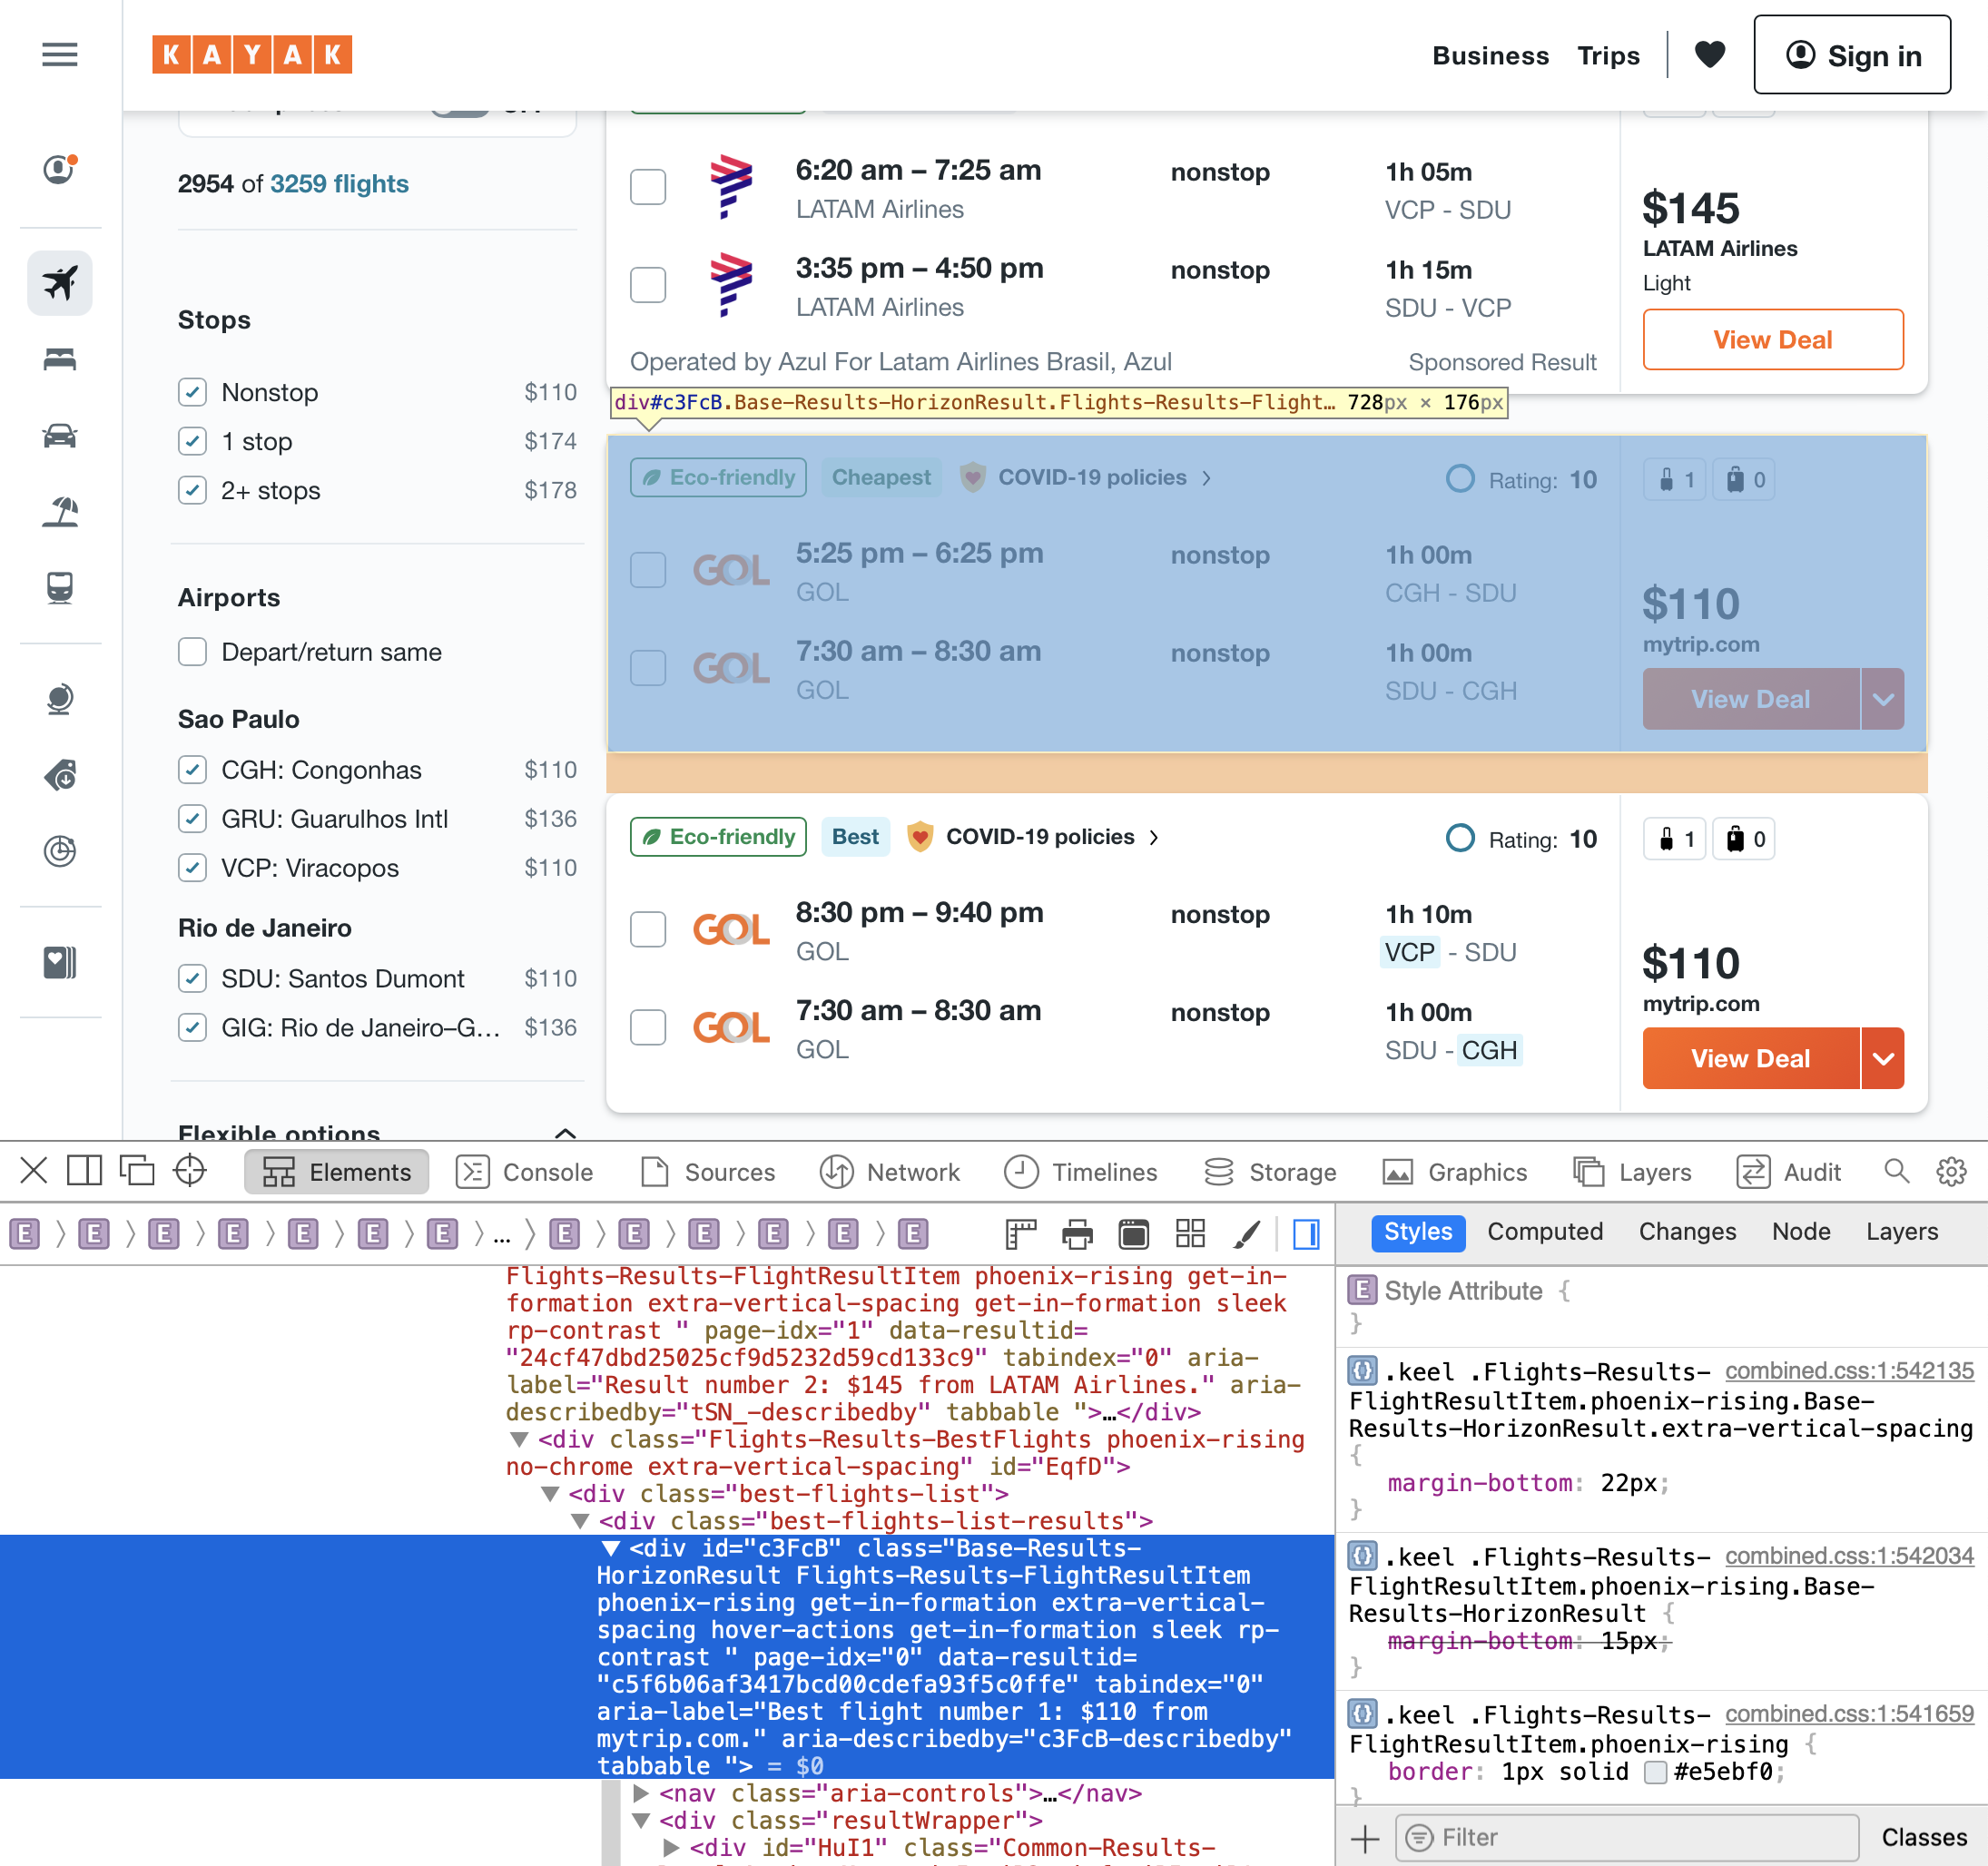 KAYAK
Business Trips Sign in
2954 of 3259 flights
Stops
Nonstop $110
1 stop $174
2+ stops $178
Airports
Depart/return same
Sao Paulo
CGH: Congonhas $110
GRU: Guarulhos Intl $136
VCP: Viracopos $110
Rio de Janeiro
SDU: Santos Dumont $110
GIG: Rio de Janeiro–G... $136
Flexible options
6:20 am – 7:25 am nonstop 1h 05m
LATAM Airlines VCP - SDU
3:35 pm – 4:50 pm nonstop 1h 15m
LATAM Airlines SDU - VCP
Operated by Azul For Latam Airlines Brasil, Azul Sponsored Result
$145
LATAM Airlines
Light
View Deal
div#c3FcB.Base-Results-HorizonResult.Flights-Results-Flight… 728px × 176px
Eco-friendly Cheapest COVID-19 policies Rating: 10 1 0
GOL 5:25 pm – 6:25 pm nonstop 1h 00m
GOL CGH - SDU
GOL 7:30 am – 8:30 am nonstop 1h 00m
GOL SDU - CGH
$110
mytrip.com
View Deal
Eco-friendly Best COVID-19 policies Rating: 10 1 0
GOL 8:30 pm – 9:40 pm nonstop 1h 10m
GOL VCP - SDU
GOL 7:30 am – 8:30 am nonstop 1h 00m
GOL SDU - CGH
$110
mytrip.com
View Deal
Elements Console Sources Network Timelines Storage Graphics Layers Audit
E E E E E E E ... E E E E E E
Styles Computed Changes Node Layers
Flights-Results-FlightResultItem phoenix-rising get-in-
formation extra-vertical-spacing get-in-formation sleek
rp-contrast " page-idx="1" data-resultid=
"24cf47dbd25025cf9d5232d59cd133c9" tabindex="0" aria-
label="Result number 2: $145 from LATAM Airlines." aria-
describedby="tSN_-describedby" tabbable ">…</div>
<div class="Flights-Results-BestFlights phoenix-rising
no-chrome extra-vertical-spacing" id="EqfD">
<div class="best-flights-list">
<div class="best-flights-list-results">
<div id="c3FcB" class="Base-Results-
HorizonResult Flights-Results-FlightResultItem
phoenix-rising get-in-formation extra-vertical-
spacing hover-actions get-in-formation sleek rp-
contrast " page-idx="0" data-resultid=
"c5f6b06af3417bcd00cdefa93f5c0ffe" tabindex="0"
aria-label="Best flight number 1: $110 from
mytrip.com." aria-describedby="c3FcB-describedby"
tabbable "> = $0
<nav class="aria-controls">…</nav>
<div class="resultWrapper">
<div id="HuI1" class="Common-Results-
E Style Attribute {
}
.keel .Flights-Results- combined.css:1:542135
FlightResultItem.phoenix-rising.Base-
Results-HorizonResult.extra-vertical-spacing
{
margin-bottom: 22px;
}
.keel .Flights-Results- combined.css:1:542034
FlightResultItem.phoenix-rising.Base-
Results-HorizonResult {
margin-bottom: 15px;
}
.keel .Flights-Results- combined.css:1:541659
FlightResultItem.phoenix-rising {
border: 1px solid #e5ebf0;
}
Filter Classes